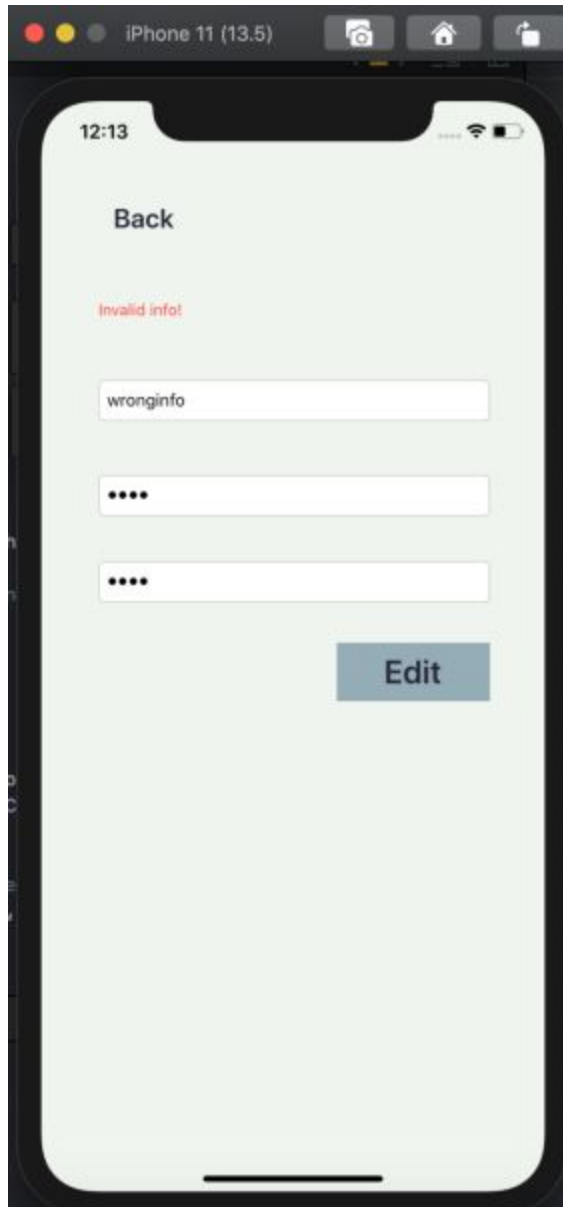 iPhone 11 (13.5)
12:13
Back
Invalid info!
wronginfo
••••
••••
Edit